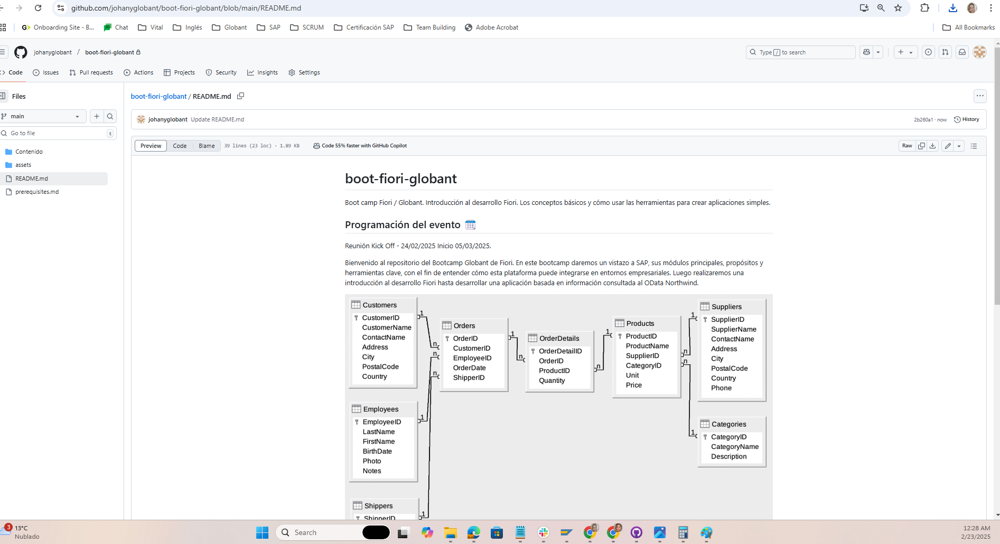 github.com/johanyglobant/boot-fiori-globant/blob/main/README.md
Onboarding Site - B...
Chat
Vital
Inglés
Globant
SAP
SCRUM
Certificación SAP
Team Building
Adobe Acrobat
All Bookmarks
johanyglobant / boot-fiori-globant
Type / to search
Code
Issues
Pull requests
Actions
Projects
Security
Insights
Settings
Files
main
Go to file
t
Contenido
assets
README.md
prerequisites.md
boot-fiori-globant / README.md
johanyglobant Update README.md
2b260a1 · now
History
Preview
Code
Blame
39 lines (23 loc) · 1.89 KB
Code 55% faster with GitHub Copilot
Raw
boot-fiori-globant
Boot camp Fiori / Globant. Introducción al desarrollo Fiori. Los conceptos básicos y cómo usar las herramientas para crear aplicaciones simples.
Programación del evento
Reunión Kick Off - 24/02/2025 Inicio 05/03/2025.
Bienvenido al repositorio del Bootcamp Globant de Fiori. En este bootcamp daremos un vistazo a SAP, sus módulos principales, propósitos y
herramientas clave, con el fin de entender cómo esta plataforma puede integrarse en entornos empresariales. Luego realizaremos una
introducción al desarrollo Fiori hasta desarrollar una aplicación basada en información consultada al OData Northwind.
Customers
CustomerID
CustomerName
ContactName
Address
City
PostalCode
Country
1
n
n
n
Orders
OrderID
CustomerID
EmployeeID
OrderDate
ShipperID
1
n
OrderDetails
OrderDetailID
OrderID
ProductID
Quantity
1
n
Products
ProductID
ProductName
SupplierID
CategoryID
Unit
Price
1
n
n
1
Suppliers
SupplierID
SupplierName
ContactName
Address
City
PostalCode
Country
Phone
Employees
EmployeeID
LastName
FirstName
BirthDate
Photo
Notes
1
Categories
CategoryID
CategoryName
Description
Shippers
ShipperID
1
3
13°C
Nublado
Search
12:28 AM
2/23/2025